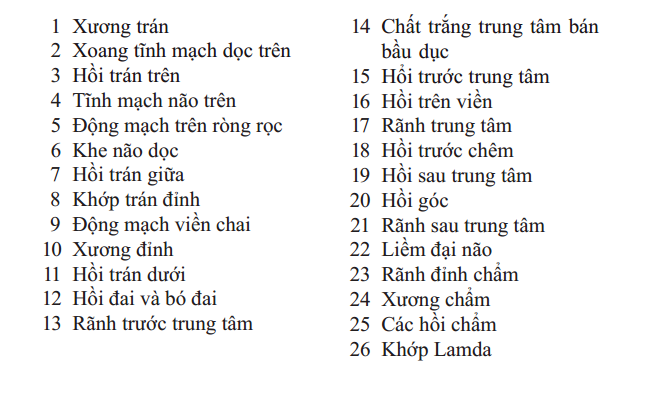 1 Xương trán
2 Xoang tĩnh mạch dọc trên
3 Hồi trán trên
4 Tĩnh mạch não trên
5 Động mạch trên ròng rọc
6 Khe não dọc
7 Hồi trán giữa
8 Khớp trán đỉnh
9 Động mạch viền chai
10 Xương đỉnh
11 Hồi trán dưới
12 Hồi đai và bó đai
13 Rãnh trước trung tâm
14 Chất trắng trung tâm bán
bầu dục
15 Hồi trước trung tâm
16 Hồi trên viền
17 Rãnh trung tâm
18 Hồi trước chêm
19 Hồi sau trung tâm
20 Hồi góc
21 Rãnh sau trung tâm
22 Liềm đại não
23 Rãnh đỉnh chẩm
24 Xương chẩm
25 Các hồi chẩm
26 Khớp Lamda